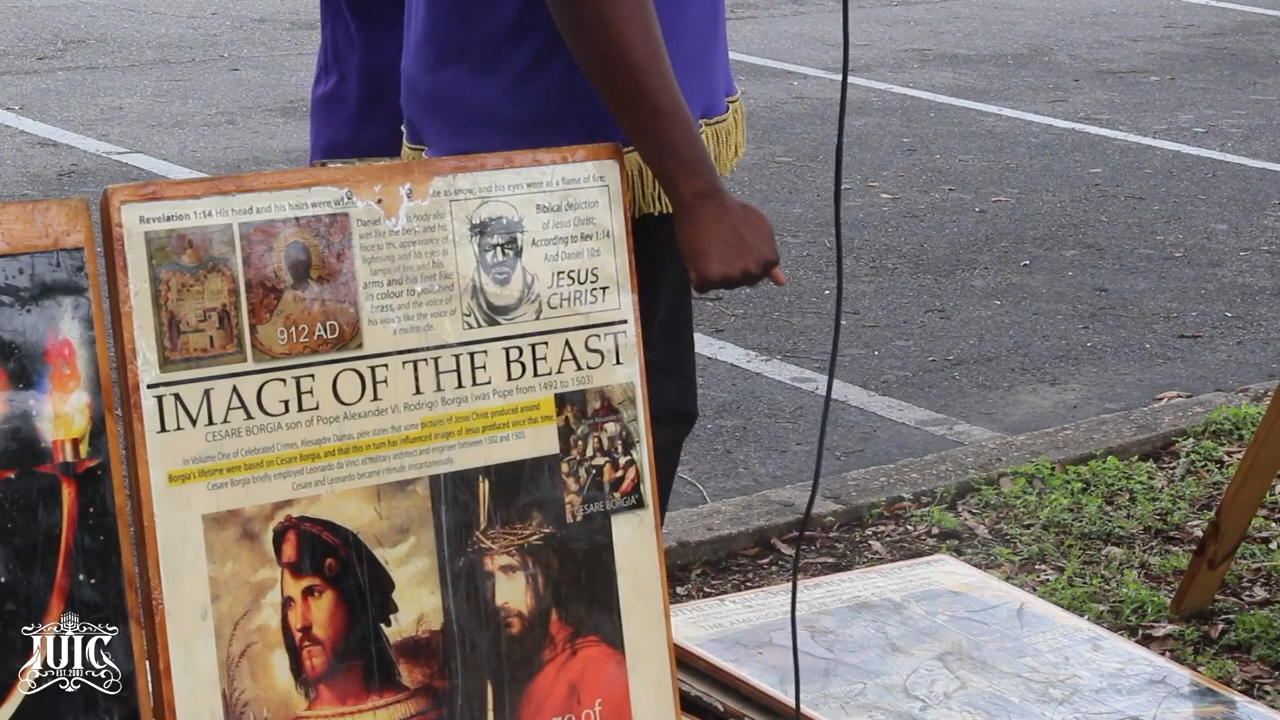 Revelation 1:14 His head and his hairs were whi
te as snow; and his eyes were as a flame of fire;
912 AD
Daniel
his body also
was like the beryl, and his
face as the appearance of
lightning, and his eyes as
lamps of fire, and his
arms and his feet like
in colour to polished
brass, and the voice of
his words like the voice of
a multitude.
Biblical depiction
of Jesus Christ;
According to Rev 1:14
And Daniel 10:6
JESUS
CHRIST
IMAGE OF THE BEAST
CESARE BORGIA son of Pope Alexander VI, Rodrigo Borgia (was Pope from 1492 to 1503)
In Volume One of Celebrated Crimes, Alexandre Dumas, père states that some pictures of Jesus Christ produced around
Borgia's lifetime were based on Cesare Borgia, and that this in turn has influenced images of Jesus produced since that time.
Cesare Borgia briefly employed Leonardo da Vinci as military architect and engineer between 1502 and 1503.
Cesare and Leonardo became intimate instantaneously.
"CESARE BORGIA"
of
IUIC
EST. 2003